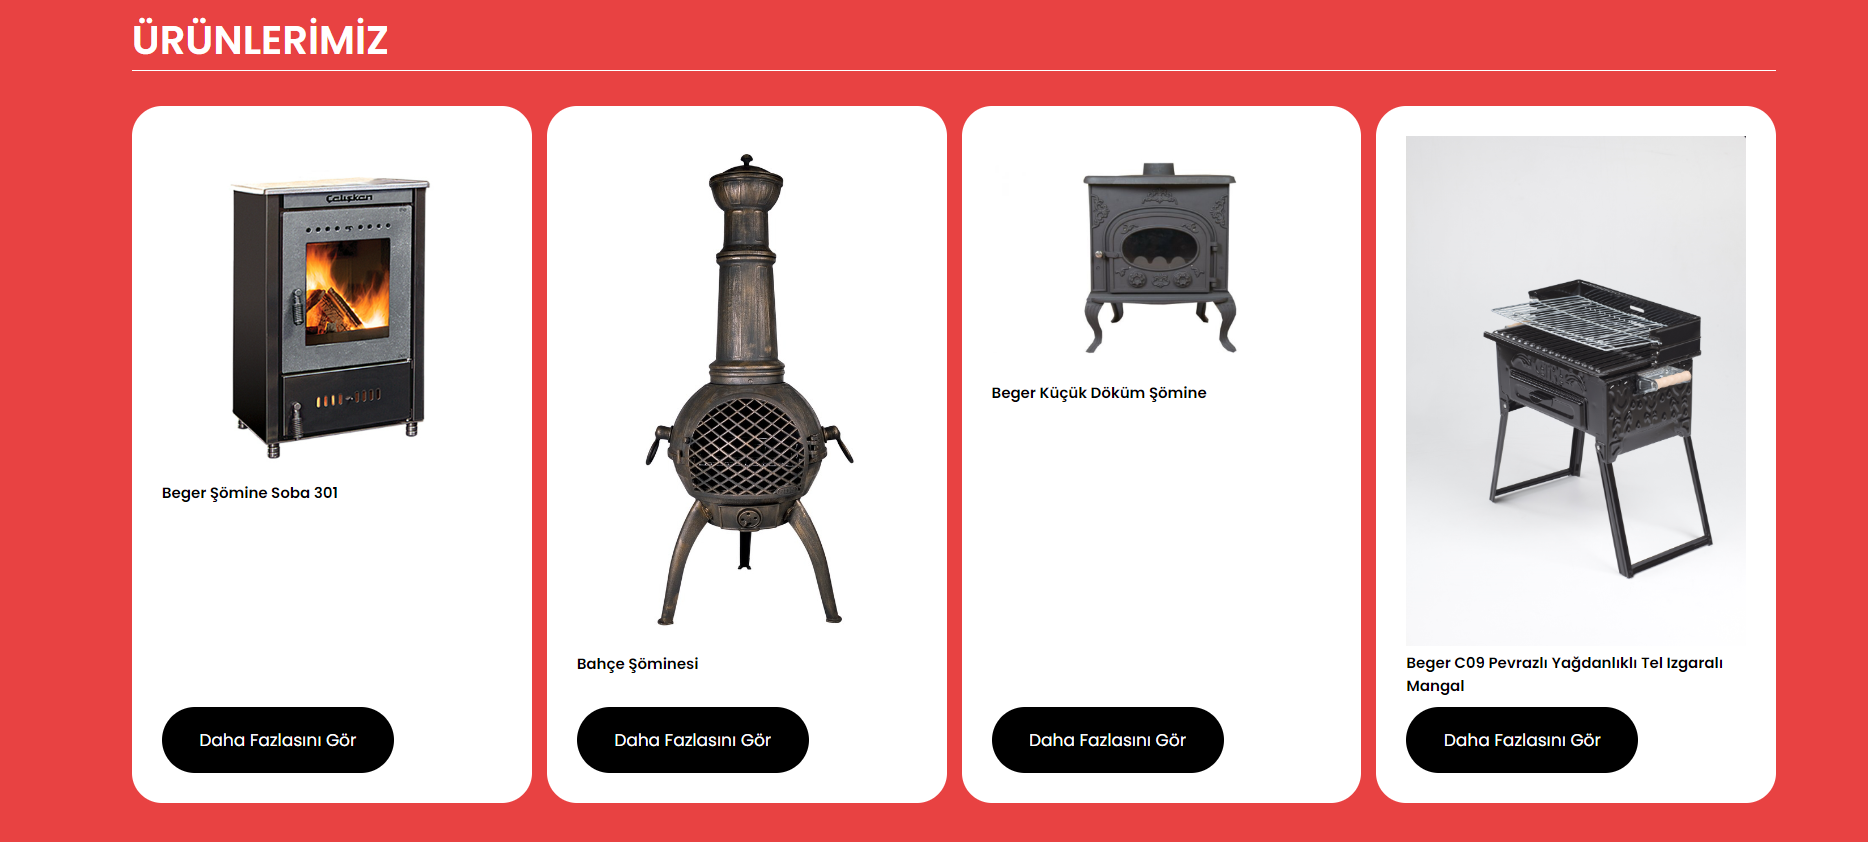 ÜRÜNLERİMİZ
Çalışkan
Beger Şömine Soba 301
Daha Fazlasını Gör
Bahçe Şöminesi
Daha Fazlasını Gör
Beger Küçük Döküm Şömine
Daha Fazlasını Gör
Beger C09 Pevrazlı Yağdanlıklı Tel Izgaralı
Mangal
Daha Fazlasını Gör